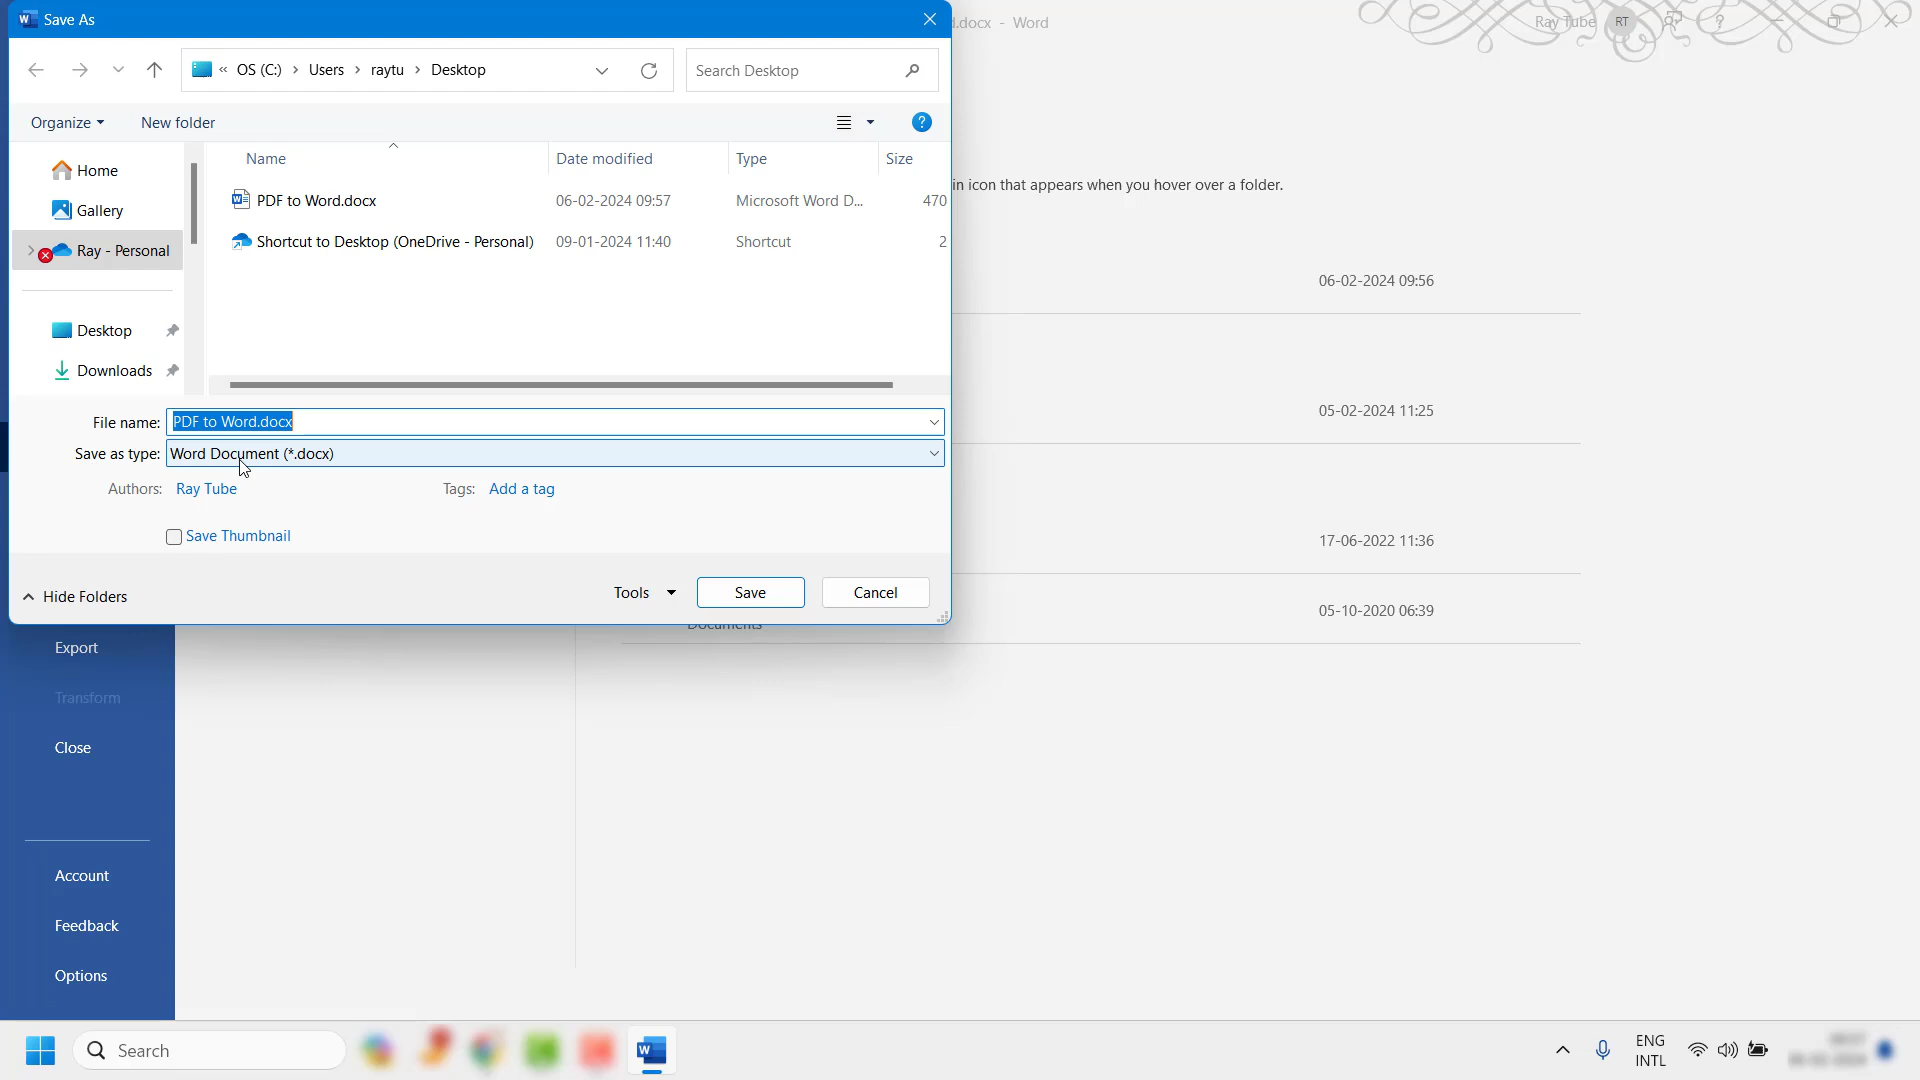 Save As
d.docx - Word
Ray Tube
RT
« OS (C:) > Users > raytu > Desktop
Search Desktop
Organize
New folder
Name
Date modified
Type
Size
Home
Gallery
Ray - Personal
Desktop
Downloads
PDF to Word.docx
06-02-2024 09:57
Microsoft Word D...
470
Shortcut to Desktop (OneDrive - Personal)
09-01-2024 11:40
Shortcut
2
in icon that appears when you hover over a folder.
06-02-2024 09:56
05-02-2024 11:25
17-06-2022 11:36
05-10-2020 06:39
File name: PDF to Word.docx
Save as type: Word Document (*.docx)
Authors: Ray Tube
Tags: Add a tag
Save Thumbnail
Hide Folders
Tools
Save
Cancel
Documents
Export
Transform
Close
Account
Feedback
Options
Search
ENG
INTL